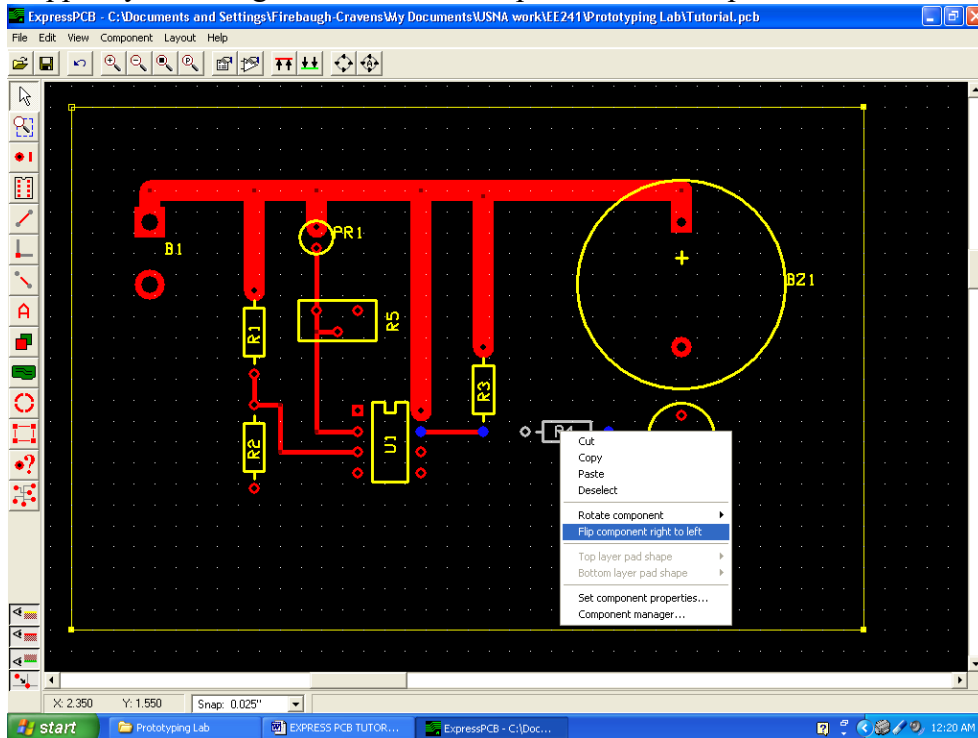 ExpressPCB - C:\Documents and Settings\Firebaugh-Cravens\My Documents\USNA work\EE241\Prototyping Lab\Tutorial.pcb
File Edit View Component Layout Help
B1
PR1
BZ1
+
R5
R1
R3
R2
U1
Cut
Copy
Paste
Deselect
Rotate component
Flip component right to left
Top layer pad shape
Bottom layer pad shape
Set component properties...
Component manager...
X: 2.350 Y: 1.550 Snap: 0.025"
start Prototyping Lab EXPRESS PCB TUTOR... ExpressPCB - C:\Doc... 12:20 AM